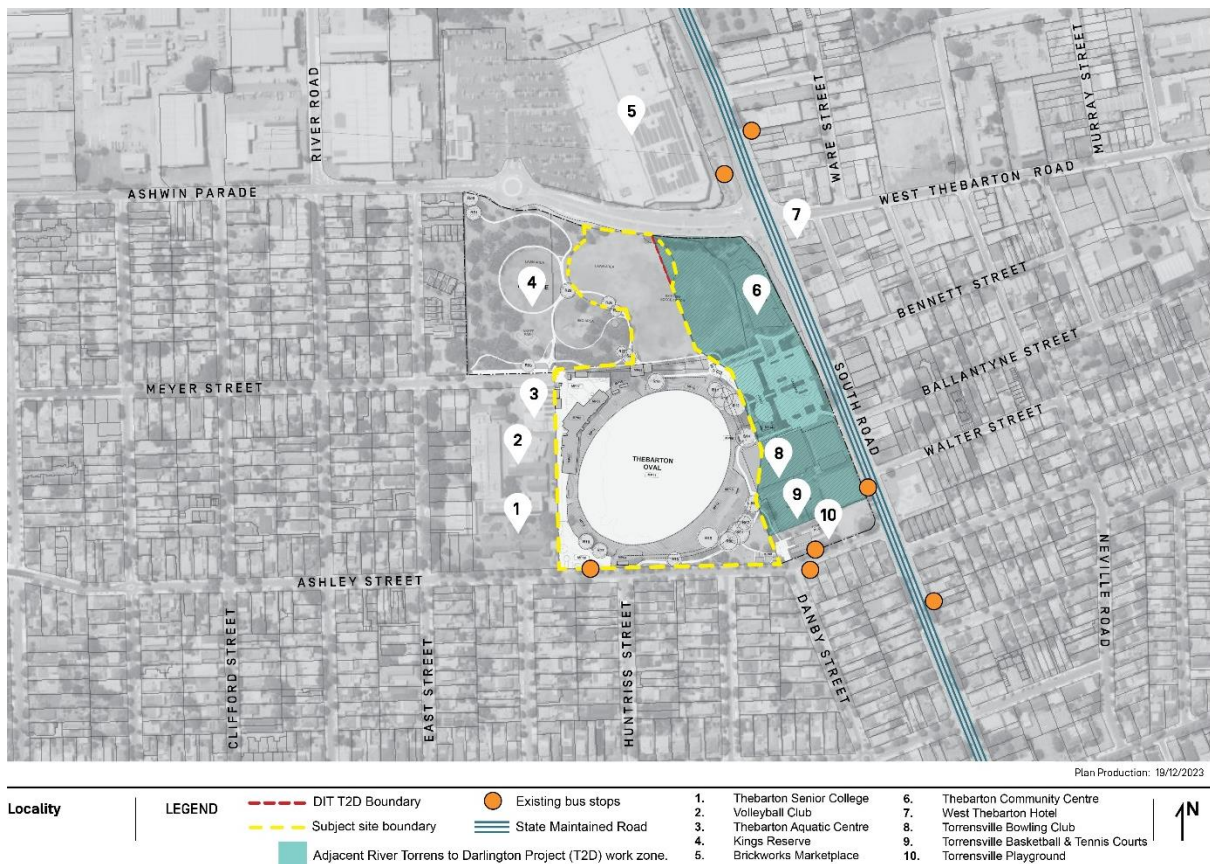 RIVER ROAD
5
WARE STREET
MURRAY STREET
ASHWIN PARADE
WEST THEBARTON ROAD
7
4
6
BENNETT STREET
MEYER STREET
BALLANTYNE STREET
3
SOUTH ROAD
WALTER STREET
2
THEBARTON
OVAL
8
1
9
10
ASHLEY STREET
NEVILLE ROAD
DANBY STREET
CLIFFORD STREET
EAST STREET
HUNTRISS STREET
Plan Production: 19/12/2023
Locality
LEGEND
DIT T2D Boundary
Subject site boundary
Adjacent River Torrens to Darlington Project (T2D) work zone.
Existing bus stops
State Maintained Road
1. Thebarton Senior College
2. Volleyball Club
3. Thebarton Aquatic Centre
4. Kings Reserve
5. Brickworks Marketplace
6. Thebarton Community Centre
7. West Thebarton Hotel
8. Torrensville Bowling Club
9. Torrensville Basketball & Tennis Courts
10. Torrensville Playground
N